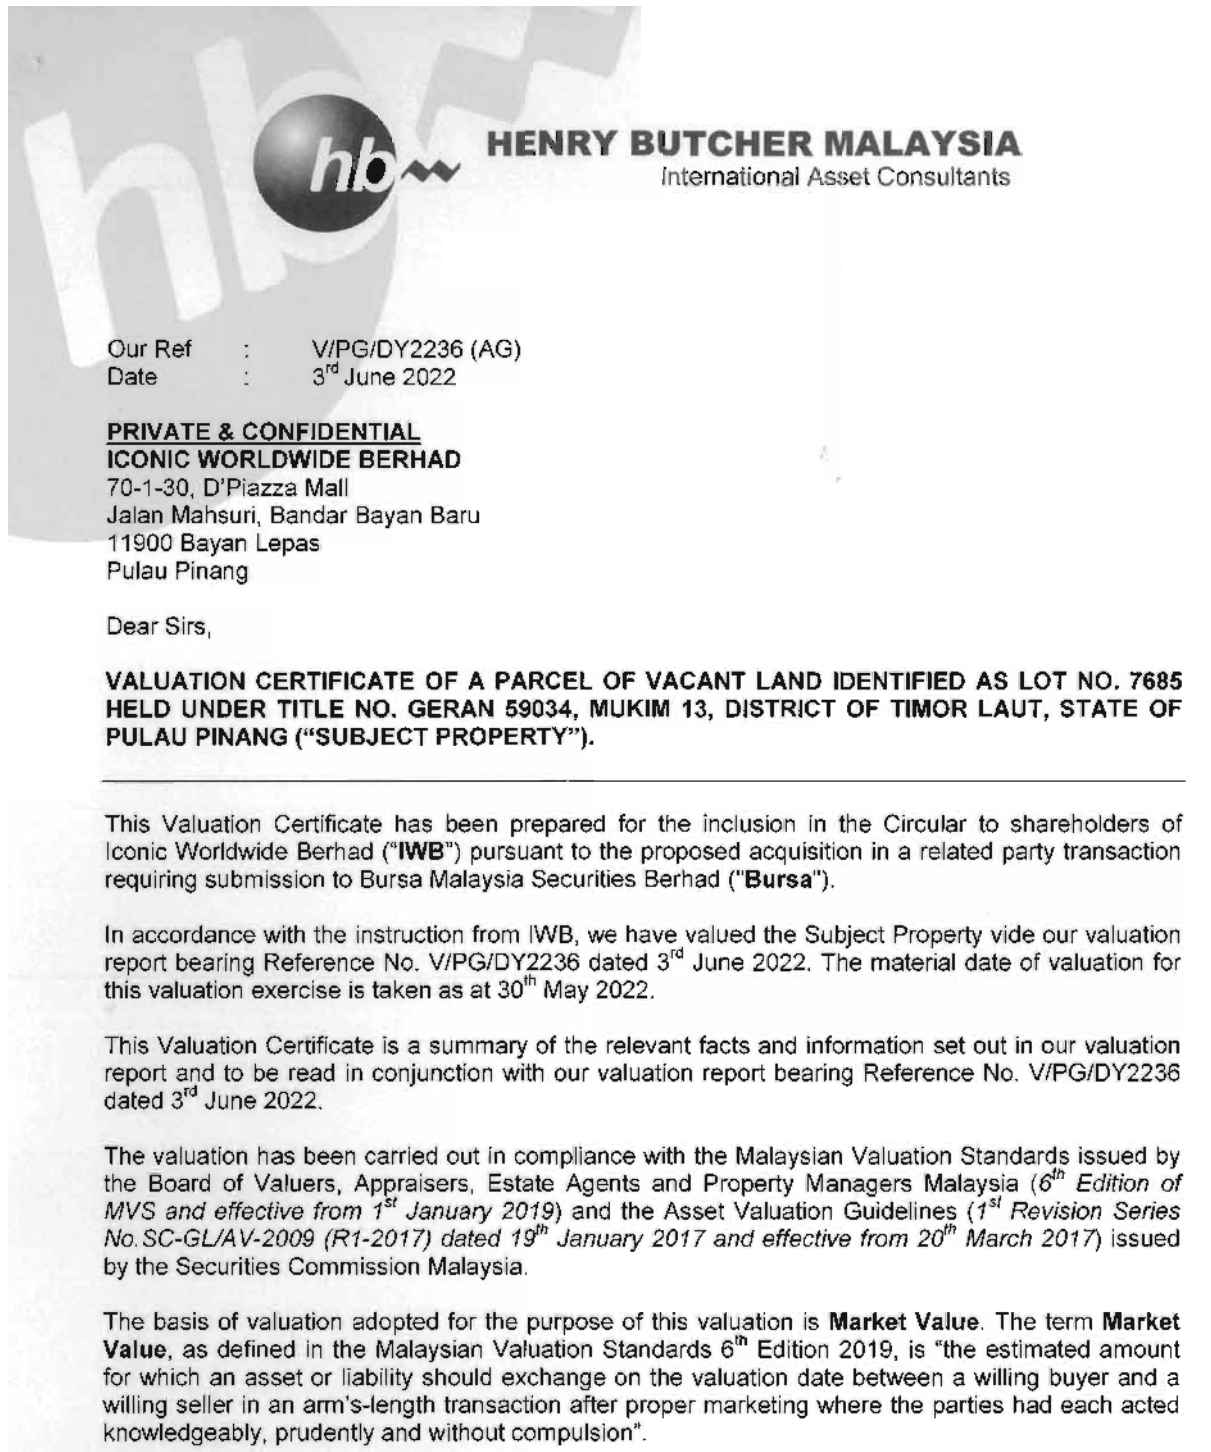 hb
hb
HENRY BUTCHER MALAYSIA
International Asset Consultants
Our Ref : V/PG/DY2236 (AG)
Date : 3rd June 2022
PRIVATE & CONFIDENTIAL
ICONIC WORLDWIDE BERHAD
70-1-30, D'Piazza Mall
Jalan Mahsuri, Bandar Bayan Baru
11900 Bayan Lepas
Pulau Pinang
Dear Sirs,
VALUATION CERTIFICATE OF A PARCEL OF VACANT LAND IDENTIFIED AS LOT NO. 7685
HELD UNDER TITLE NO. GERAN 59034, MUKIM 13, DISTRICT OF TIMOR LAUT, STATE OF
PULAU PINANG (“SUBJECT PROPERTY”).
This Valuation Certificate has been prepared for the inclusion in the Circular to shareholders of
Iconic Worldwide Berhad ("IWB") pursuant to the proposed acquisition in a related party transaction
requiring submission to Bursa Malaysia Securities Berhad ("Bursa").
In accordance with the instruction from IWB, we have valued the Subject Property vide our valuation
report bearing Reference No. V/PG/DY2236 dated 3rd June 2022. The material date of valuation for
this valuation exercise is taken as at 30th May 2022.
This Valuation Certificate is a summary of the relevant facts and information set out in our valuation
report and to be read in conjunction with our valuation report bearing Reference No. V/PG/DY2236
dated 3rd June 2022.
The valuation has been carried out in compliance with the Malaysian Valuation Standards issued by
the Board of Valuers, Appraisers, Estate Agents and Property Managers Malaysia (6th Edition of
MVS and effective from 1st January 2019) and the Asset Valuation Guidelines (1st Revision Series
No. SC-GL/AV-2009 (R1-2017) dated 19th January 2017 and effective from 20th March 2017) issued
by the Securities Commission Malaysia.
The basis of valuation adopted for the purpose of this valuation is Market Value. The term Market
Value, as defined in the Malaysian Valuation Standards 6th Edition 2019, is “the estimated amount
for which an asset or liability should exchange on the valuation date between a willing buyer and a
willing seller in an arm's-length transaction after proper marketing where the parties had each acted
knowledgeably, prudently and without compulsion”.